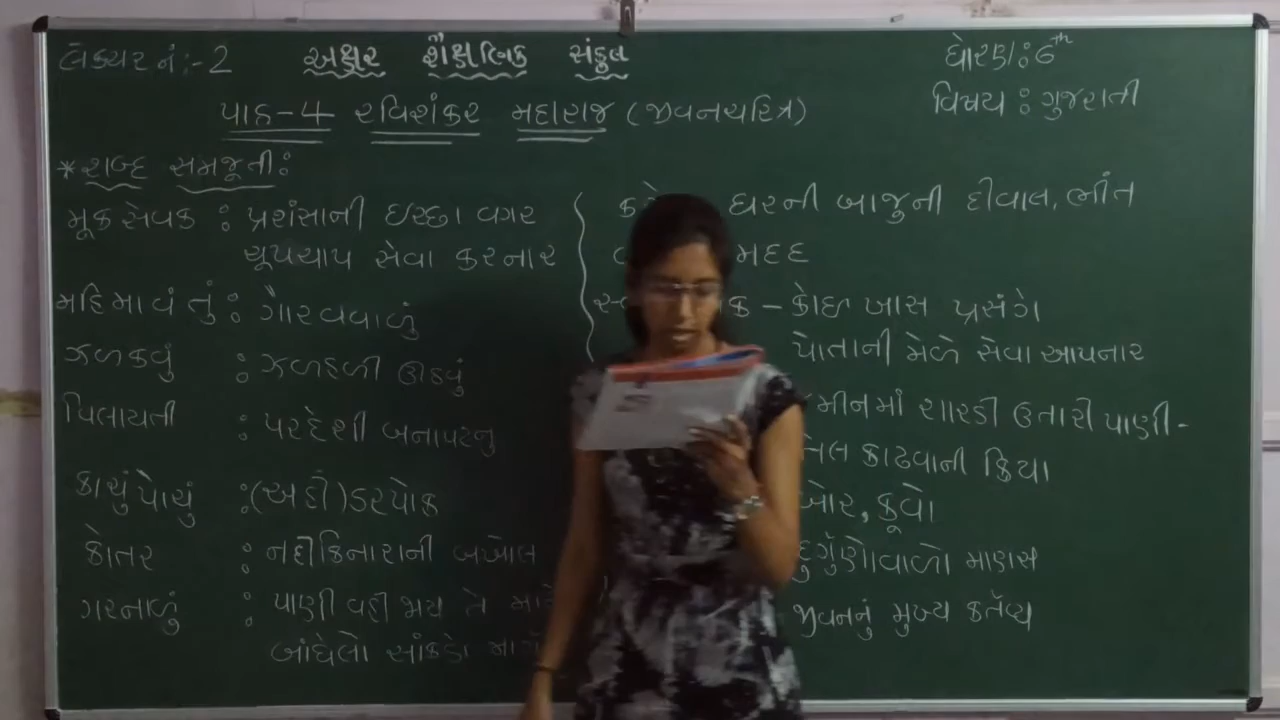 લેક્ચર નં:-2 અક્ષર શૈક્ષણિક સંકુલ ધોરણ:6th
પાઠ-4 રવિશંકર મહારાજ (જીવનચરિત્ર) વિષય : ગુજરાતી
*શબ્દ સમજૂતી:
મૂકસેવક : પ્રશંસાની ઇચ્છા વગર
ચૂપચાપ સેવા કરનાર
મહિમાવંતું : ગૌરવવાળું
ઝળકવું : ઝળહળી ઊઠવું
વિલાયતી : પરદેશી બનાવટનુ
કાચુંપોચું :(અહીં)ડરપોક
કોતર : નદીકિનારાની બખોલ
ગરનાળું : પાણી વહી જાય તે
બાંધેલો સાંકડો
ઘરની બાજુની દીવાલ, ભીંત
મદદ
ક - કોઇ ખાસ પ્રસંગે
પોતાની મેળે સેવા આપનાર
મીનમાં શારડી ઉતારી પાણી-
કાઢવાની ક્રિયા
બોર, કૂવો
દુર્ગુણોવાળો માણસ
જીવનનું મુખ્ય કર્તવ્ય